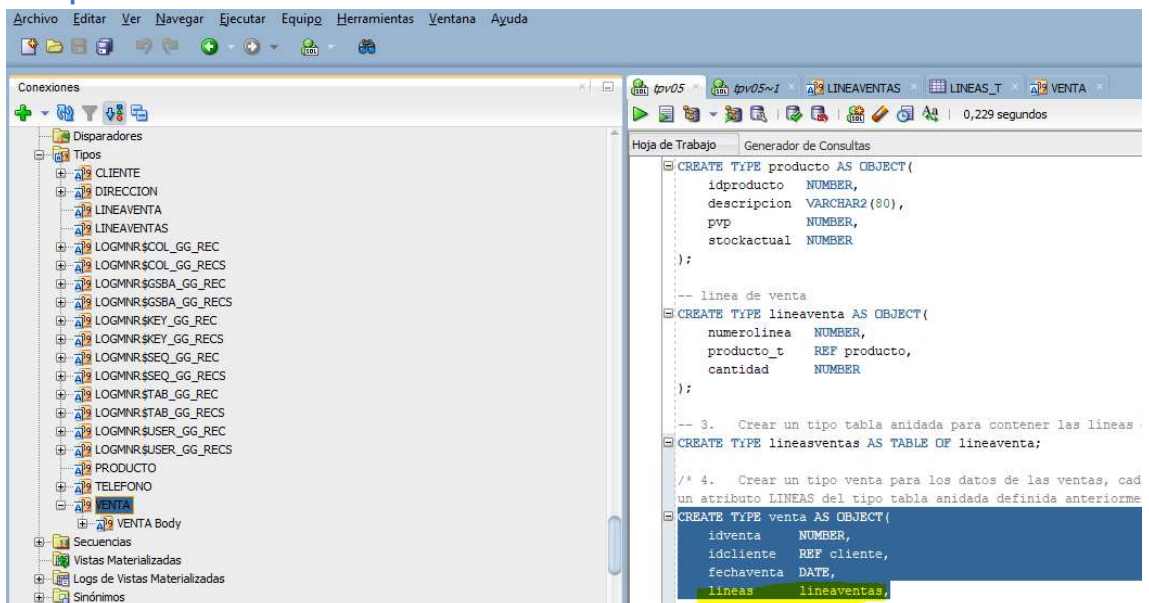 Archivo Editar Ver Navegar Ejecutar Equipo Herramientas Ventana Ayuda
Conexiones
Disparadores
Tipos
CLIENTE
DIRECCION
LINEAVENTA
LINEAVENTAS
LOGMNR$COL_GG_REC
LOGMNR$COL_GG_RECS
LOGMNR$GSBA_GG_REC
LOGMNR$GSBA_GG_RECS
LOGMNR$KEY_GG_REC
LOGMNR$KEY_GG_RECS
LOGMNR$SEQ_GG_REC
LOGMNR$SEQ_GG_RECS
LOGMNR$TAB_GG_REC
LOGMNR$TAB_GG_RECS
LOGMNR$USER_GG_REC
LOGMNR$USER_GG_RECS
PRODUCTO
TELEFONO
VENTA
VENTA Body
Secuencias
Vistas Materializadas
Logs de Vistas Materializadas
Sinónimos
tpv05 tpv05~1 LINEAVENTAS LINEAS_T VENTA
0,229 segundos
Hoja de Trabajo Generador de Consultas
CREATE TYPE producto AS OBJECT(
idproducto NUMBER,
descripcion VARCHAR2(80),
pvp NUMBER,
stockactual NUMBER
);
-- linea de venta
CREATE TYPE lineaventa AS OBJECT(
numerolinea NUMBER,
producto_t REF producto,
cantidad NUMBER
);
-- 3. Crear un tipo tabla anidada para contener las lineas
CREATE TYPE lineasventas AS TABLE OF lineaventa;
/* 4. Crear un tipo venta para los datos de las ventas, cad
un atributo LINEAS del tipo tabla anidada definida anteriorme
CREATE TYPE venta AS OBJECT(
idventa NUMBER,
idcliente REF cliente,
fechaventa DATE,
lineas lineaventas,